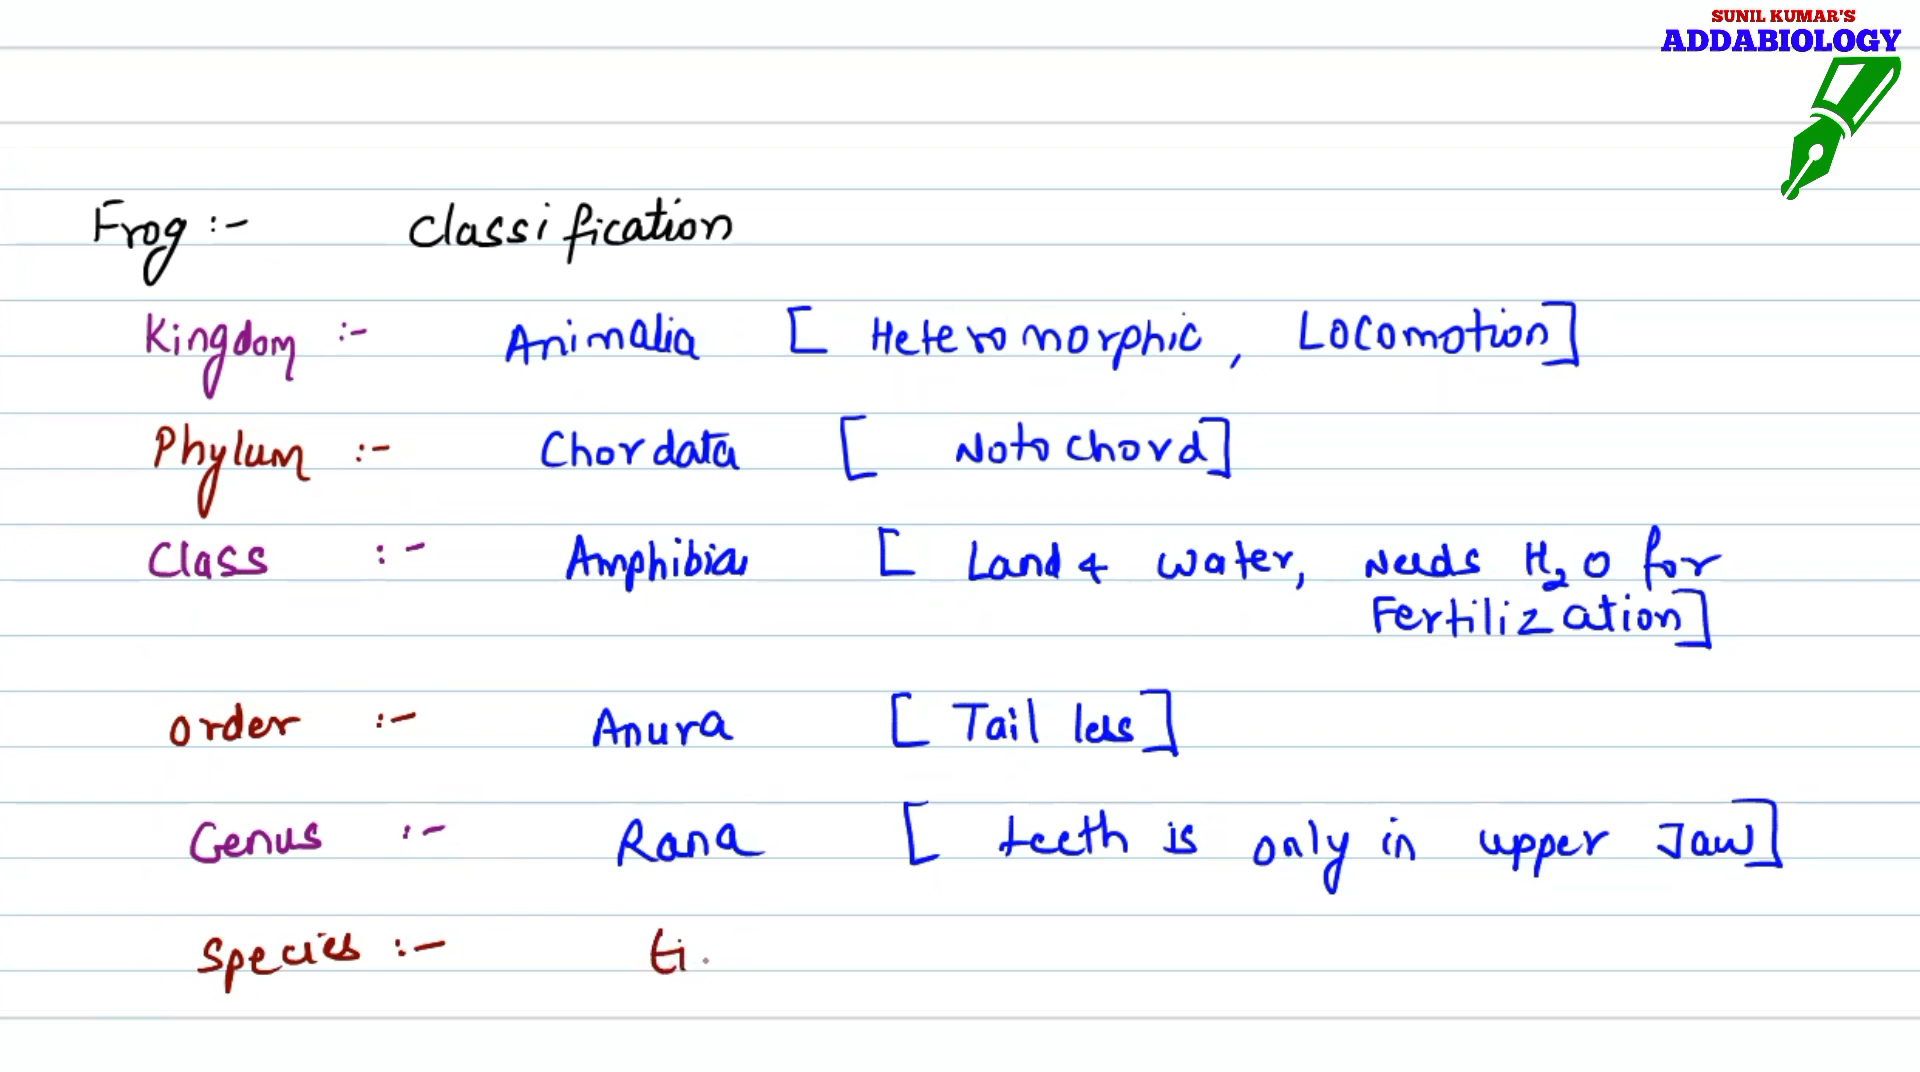 SUNIL KUMAR'S
ADDABIOLOGY
Frog :- Classification
Kingdom :- Animalia [Heteromorphic, Locomotion]
Phylum :- Chordata [Notochord]
Class :- Amphibia [Land & Water, Needs H₂O for
Fertilization]
Order :- Anura [Tail less]
Genus :- Rana [teeth is only in upper Jaw]
Species :- ti